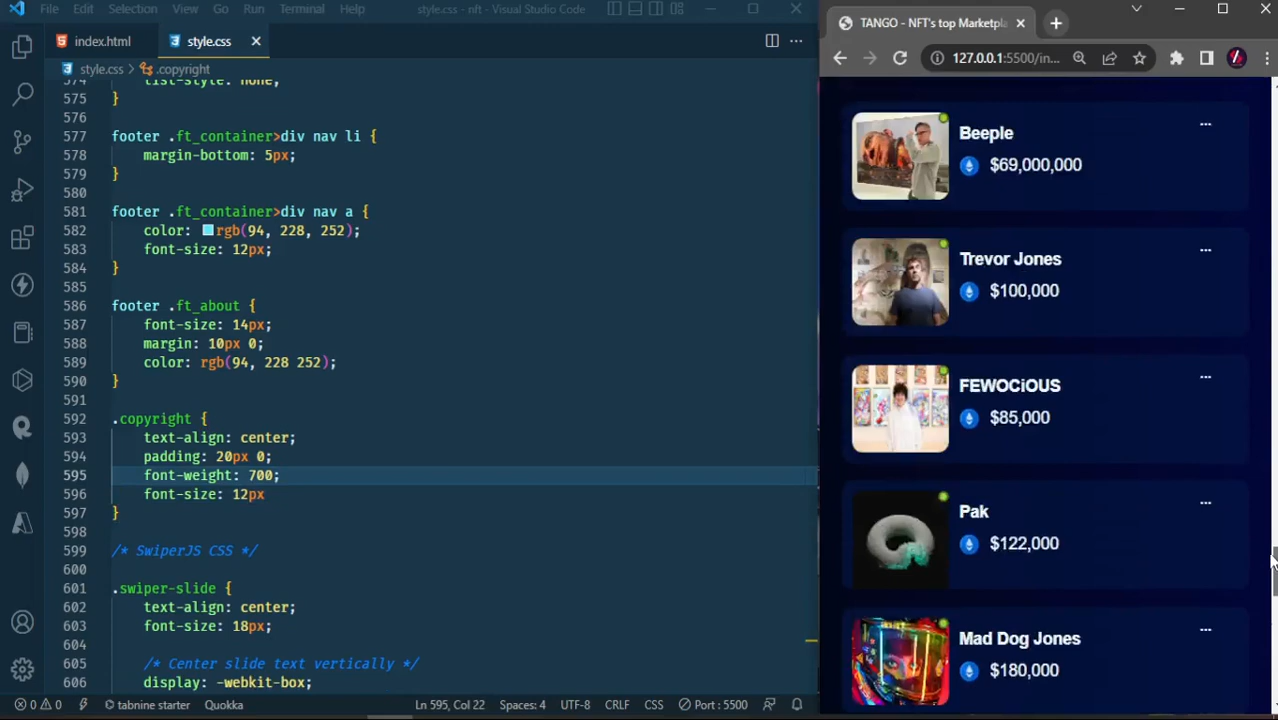 File Edit Selection View Go Run Terminal Help style.css - nft - Visual Studio Code
index.html style.css
style.css > .copyright
574 list-style: none;
575 }
576
577 footer .ft_container>div nav li {
578 margin-bottom: 5px;
579 }
580
581 footer .ft_container>div nav a {
582 color: rgb(94, 228, 252);
583 font-size: 12px;
584 }
585
586 footer .ft_about {
587 font-size: 14px;
588 margin: 10px 0;
589 color: rgb(94, 228 252);
590 }
591
592 .copyright {
593 text-align: center;
594 padding: 20px 0;
595 font-weight: 700;
596 font-size: 12px
597 }
598
599 /* SwiperJS CSS */
600
601 .swiper-slide {
602 text-align: center;
603 font-size: 18px;
604
605 /* Center slide text vertically */
606 display: -webkit-box;
0 0 tabnine starter Quokka Ln 595, Col 22 Spaces: 4 UTF-8 CRLF CSS Port : 5500
TANGO - NFT's top Marketpla
127.0.0.1:5500/in...
Beeple
$69,000,000
Trevor Jones
$100,000
FEWOCiOUS
$85,000
Pak
$122,000
Mad Dog Jones
$180,000